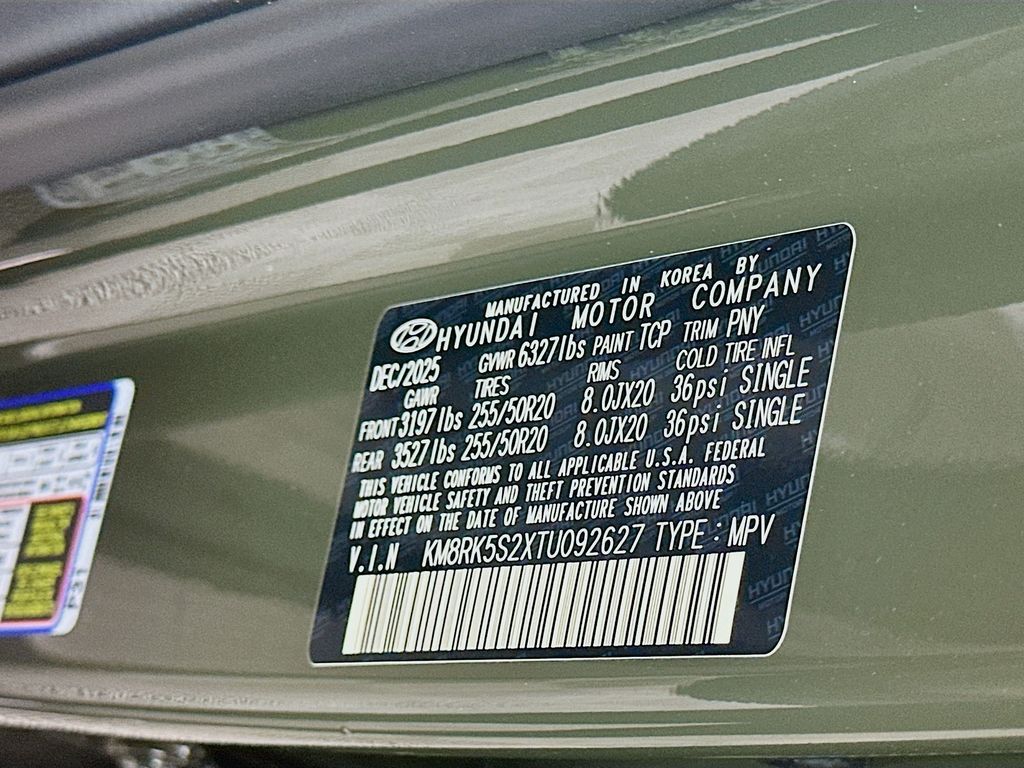 MANUFACTURED IN KOREA BY
HYUNDAI MOTOR COMPANY
DEC/2025 GVWR 6327lbs PAINT TCP TRIM PNY
GAWR TIRES RIMS COLD TIRE INFL
FRONT 3197lbs 255/50R20 8.0JX20 36psi SINGLE
REAR 3527lbs 255/50R20 8.0JX20 36psi SINGLE
THIS VEHICLE CONFORMS TO ALL APPLICABLE U.S.A. FEDERAL
MOTOR VEHICLE SAFETY AND THEFT PREVENTION STANDARDS
IN EFFECT ON THE DATE OF MANUFACTURE SHOWN ABOVE
V.I.N KM8RK5S2XTU092627 TYPE : MPV